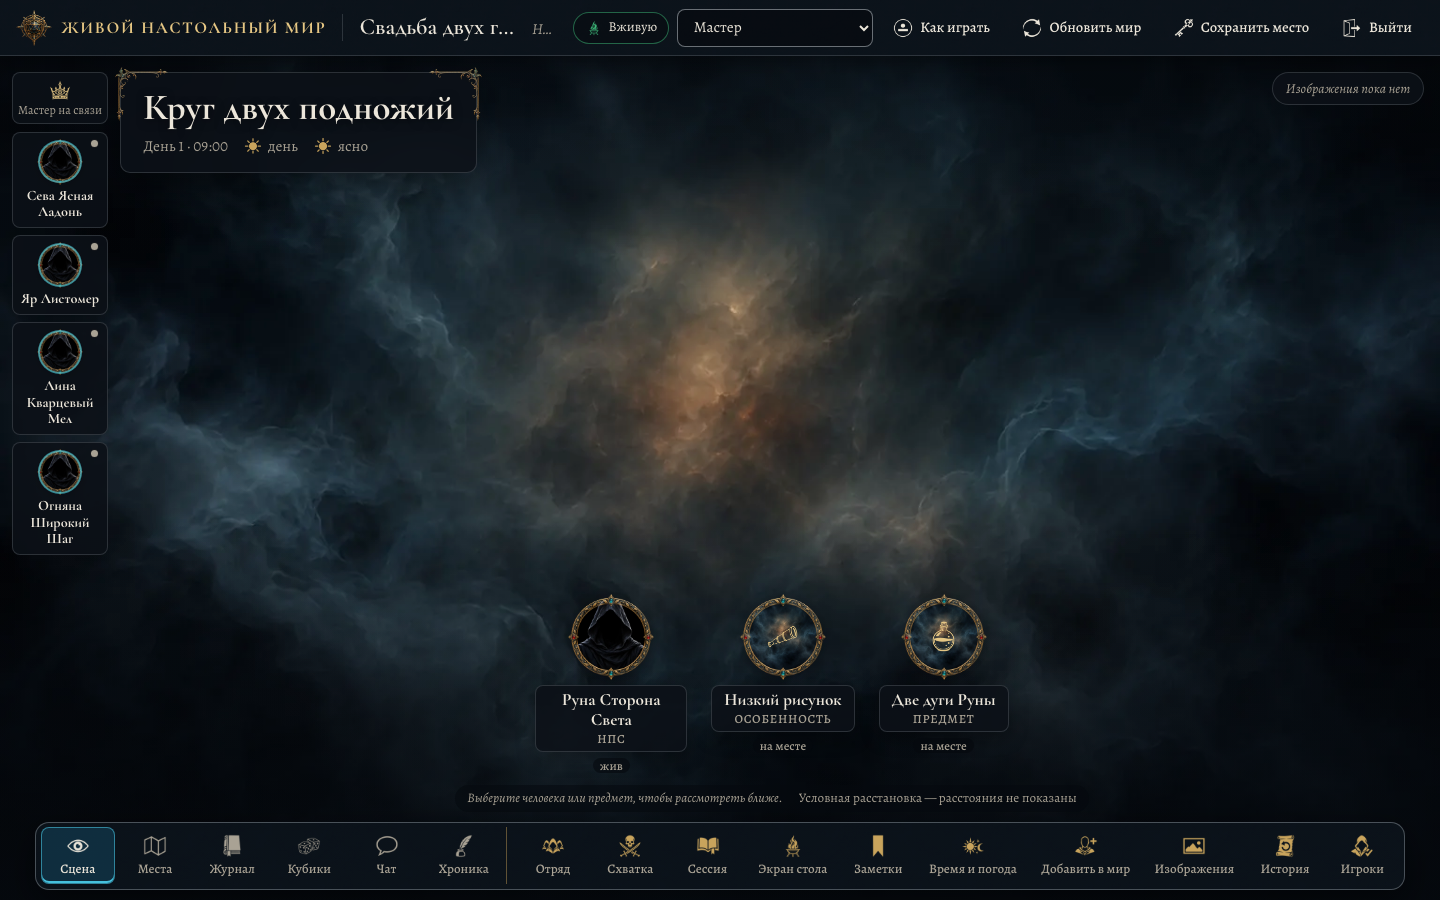 ЖИВОЙ НАСТОЛЬНЫЙ МИР
Свадьба двух г...
Н...
Вживую
Мастер
Как играть
Обновить мир
Сохранить место
Выйти
Мастер на связи
Круг двух подножий
День 1 · 09:00 день ясно
Изображения пока нет
Сева Ясная
Ладонь
Яр Листомер
Лина
Кварцевый
Мел
Огняна
Широкий
Шаг
Руна Сторона
Света
НПС
жив
Низкий рисунок
ОСОБЕННОСТЬ
на месте
Две дуги Руны
ПРЕДМЕТ
на месте
Выберите человека или предмет, чтобы рассмотреть ближе. Условная расстановка — расстояния не показаны
Сцена
Места
Журнал
Кубики
Чат
Хроника
Отряд
Схватка
Сессия
Экран стола
Заметки
Время и погода
Добавить в мир
Изображения
История
Игроки